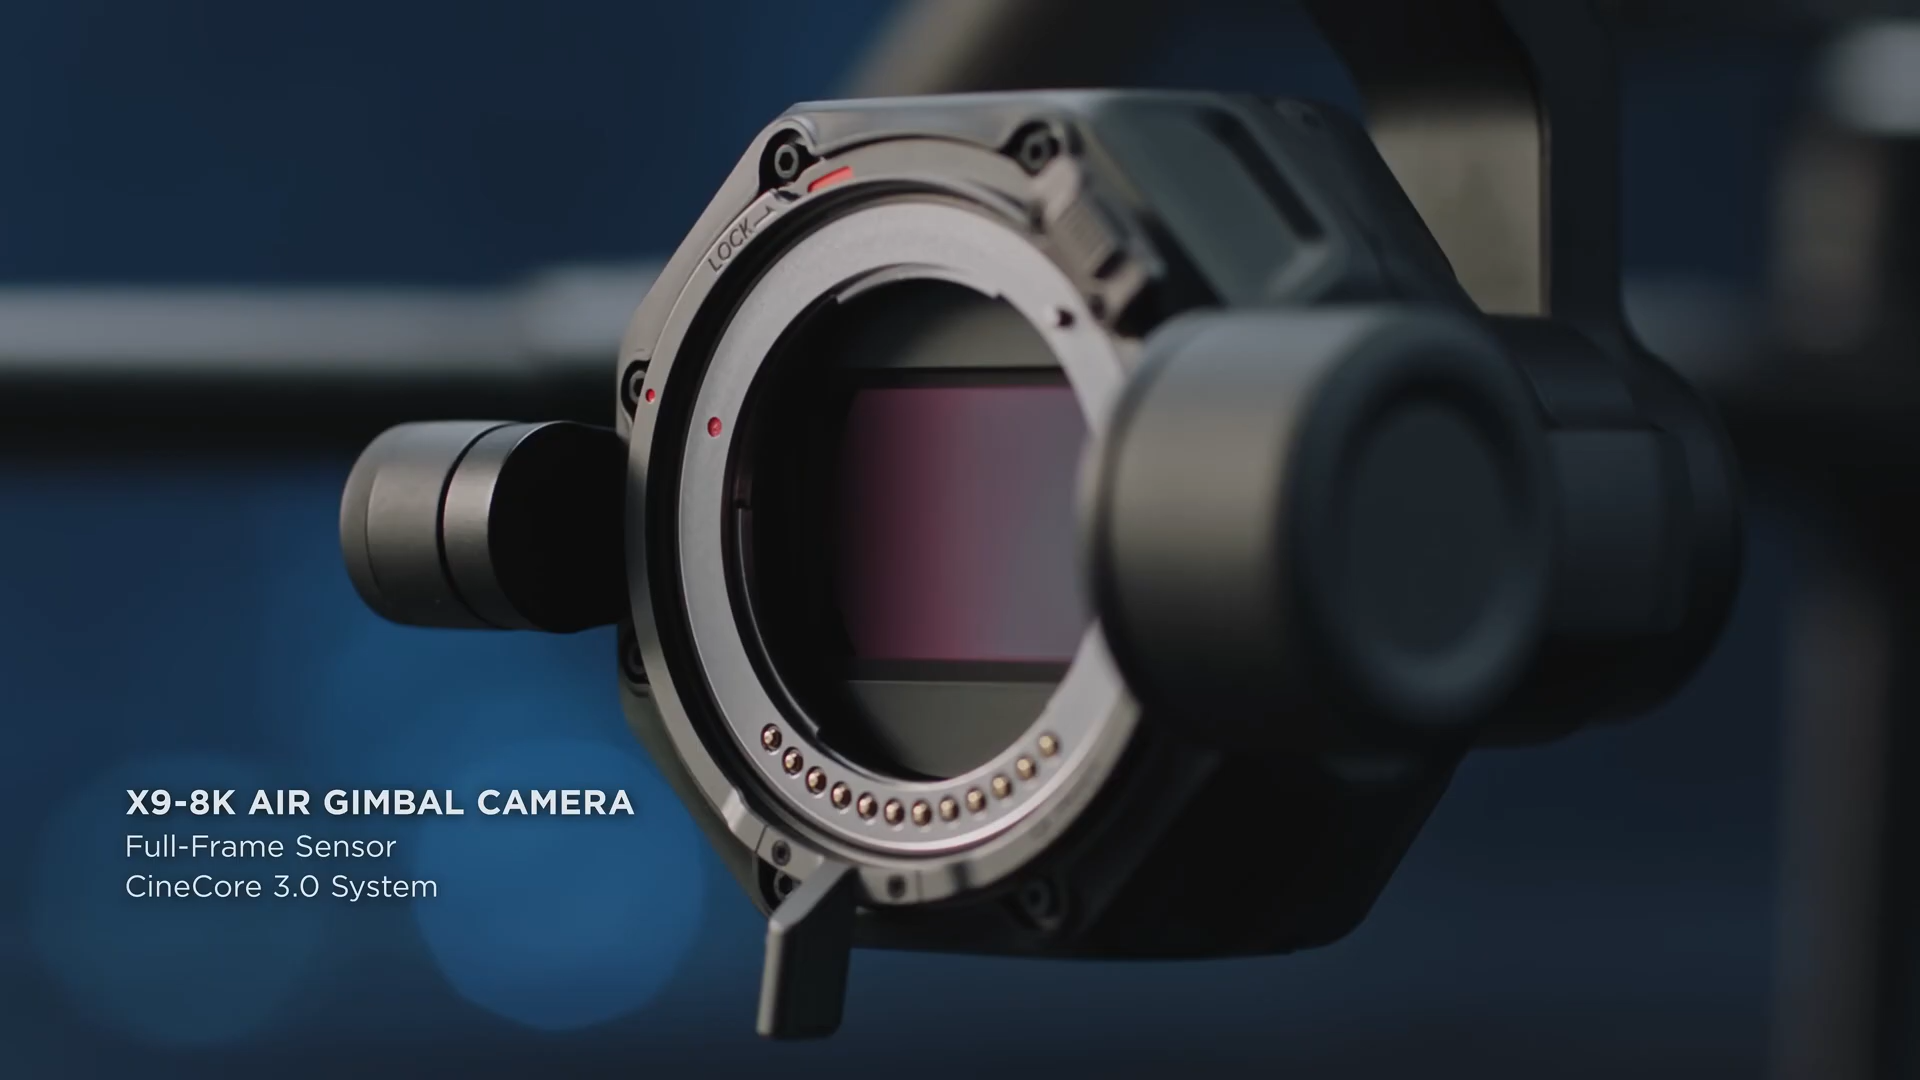 LOCK
X9-8K AIR GIMBAL CAMERA
Full-Frame Sensor
CineCore 3.0 System